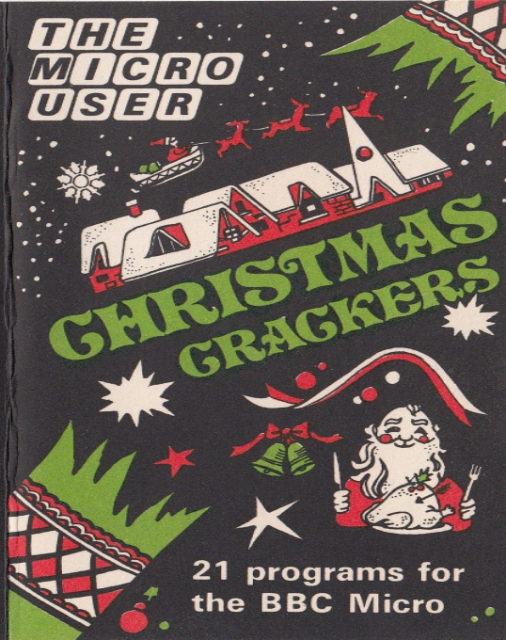 THE
MICRO
USER
CHRISTMAS
CRACKERS
21 programs for
the BBC Micro